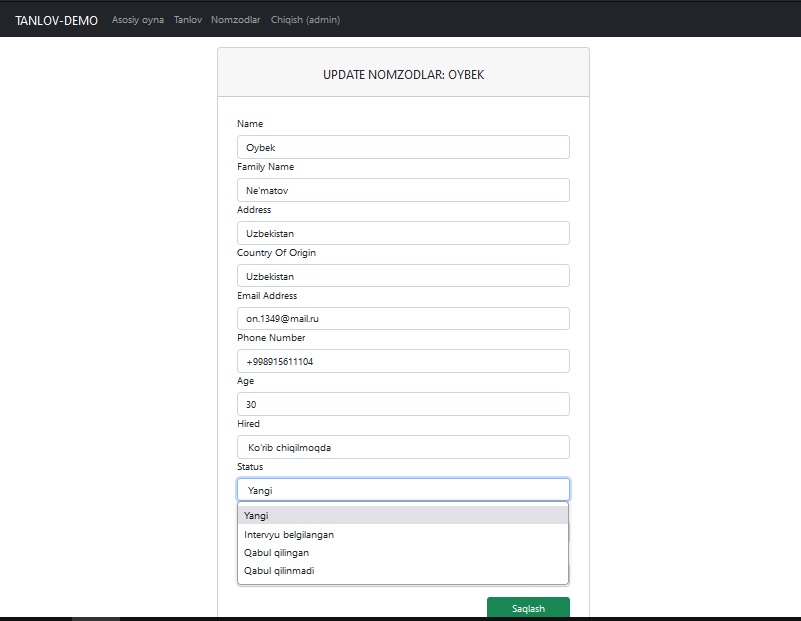 TANLOV-DEMO Asosiy oyna Tanlov Nomzodlar Chiqish (admin)
UPDATE NOMZODLAR: OYBEK
Name
Oybek
Family Name
Ne'matov
Address
Uzbekistan
Country Of Origin
Uzbekistan
Email Address
on.1349@mail.ru
Phone Number
+998915611104
Age
30
Hired
Ko'rib chiqilmoqda
Status
Yangi
Yangi
Intervyu belgilangan
Qabul qilingan
Qabul qilinmadi
Saqlash